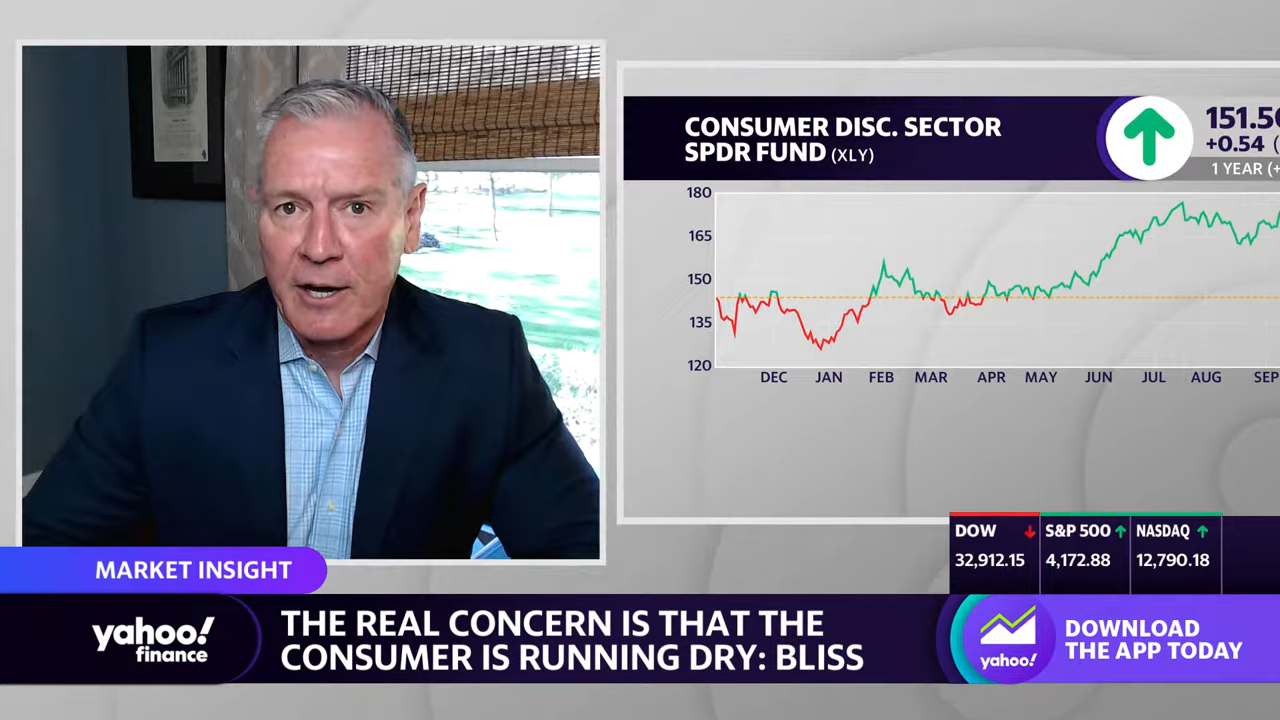 CONSUMER DISC. SECTOR
SPDR FUND (XLY)
+0.54
1 YEAR
180
165
150
135
120
DEC JAN FEB MAR APR MAY JUN JUL AUG SEP
DOW S&P 500 NASDAQ
32,912.15 4,172.88 12,790.18
MARKET INSIGHT
yahoo!
finance
THE REAL CONCERN IS THAT THE
CONSUMER IS RUNNING DRY: BLISS
yahoo!
DOWNLOAD
THE APP TODAY